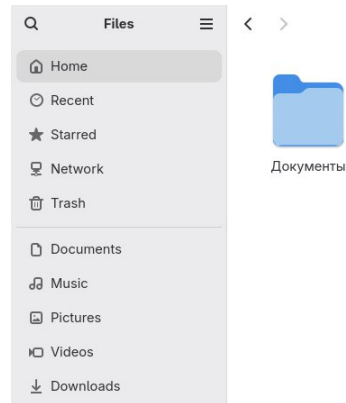 Files
Home
Recent
Starred
Network
Trash
Documents
Music
Pictures
Videos
Downloads
Документы